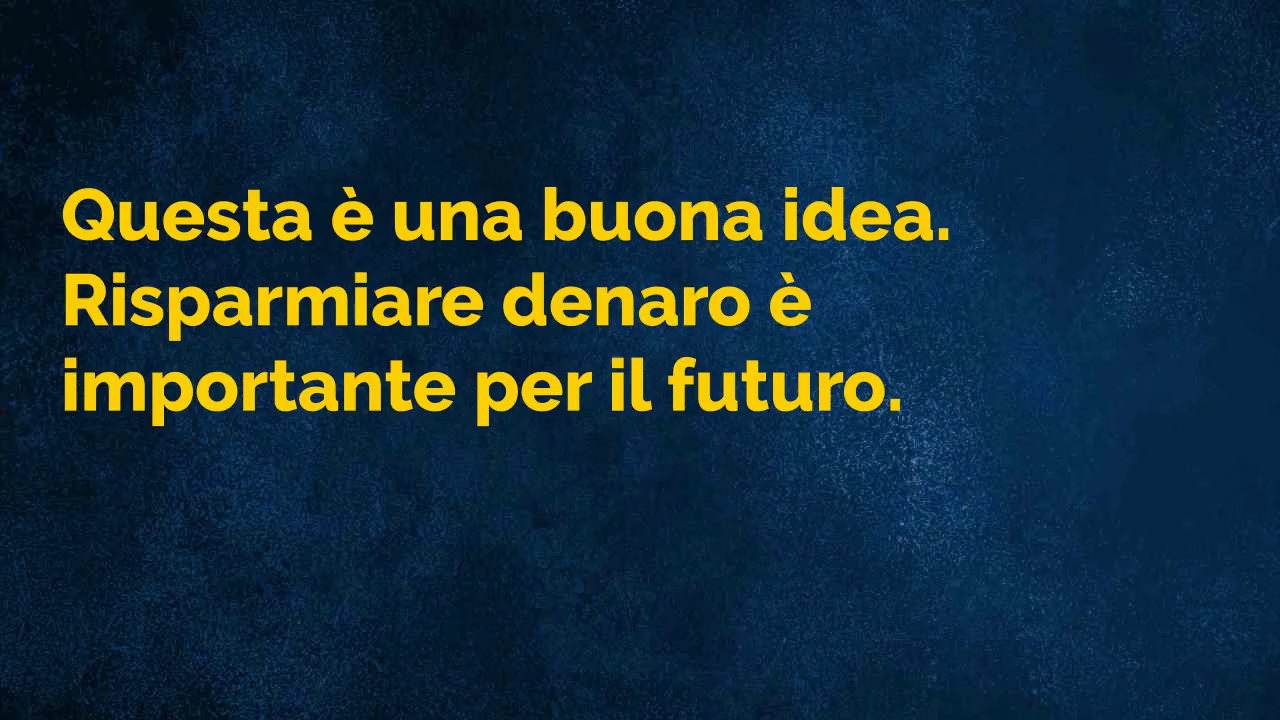 Questa è una buona idea.
Risparmiare denaro è
importante per il futuro.